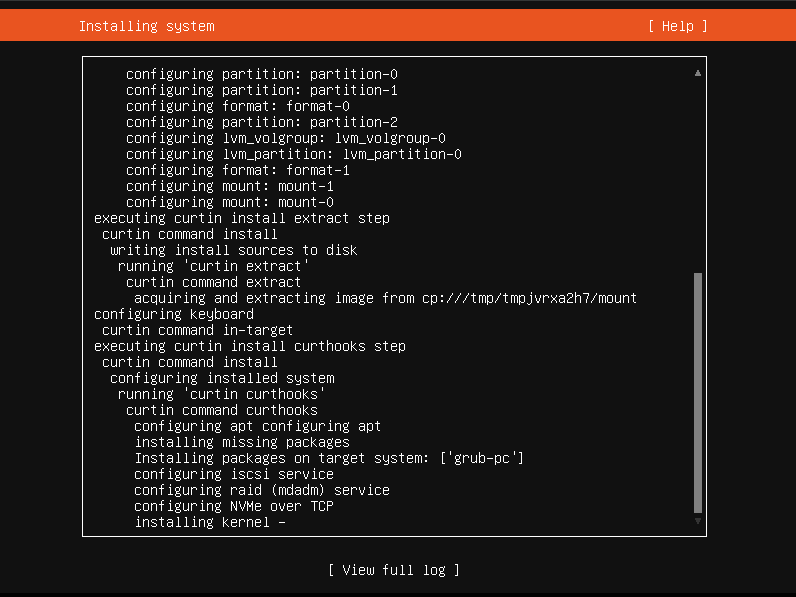 Installing system [ Help ]
configuring partition: partition-0
configuring partition: partition-1
configuring format: format-0
configuring partition: partition-2
configuring lvm_volgroup: lvm_volgroup-0
configuring lvm_partition: lvm_partition-0
configuring format: format-1
configuring mount: mount-1
configuring mount: mount-0
executing curtin install extract step
curtin command install
writing install sources to disk
running 'curtin extract'
curtin command extract
acquiring and extracting image from cp:///tmp/tmpjvrxa2h7/mount
configuring keyboard
curtin command in-target
executing curtin install curthooks step
curtin command install
configuring installed system
running 'curtin curthooks'
curtin command curthooks
configuring apt configuring apt
installing missing packages
Installing packages on target system: ['grub-pc']
configuring iscsi service
configuring raid (mdadm) service
configuring NVMe over TCP
installing kernel -
[ View full log ]